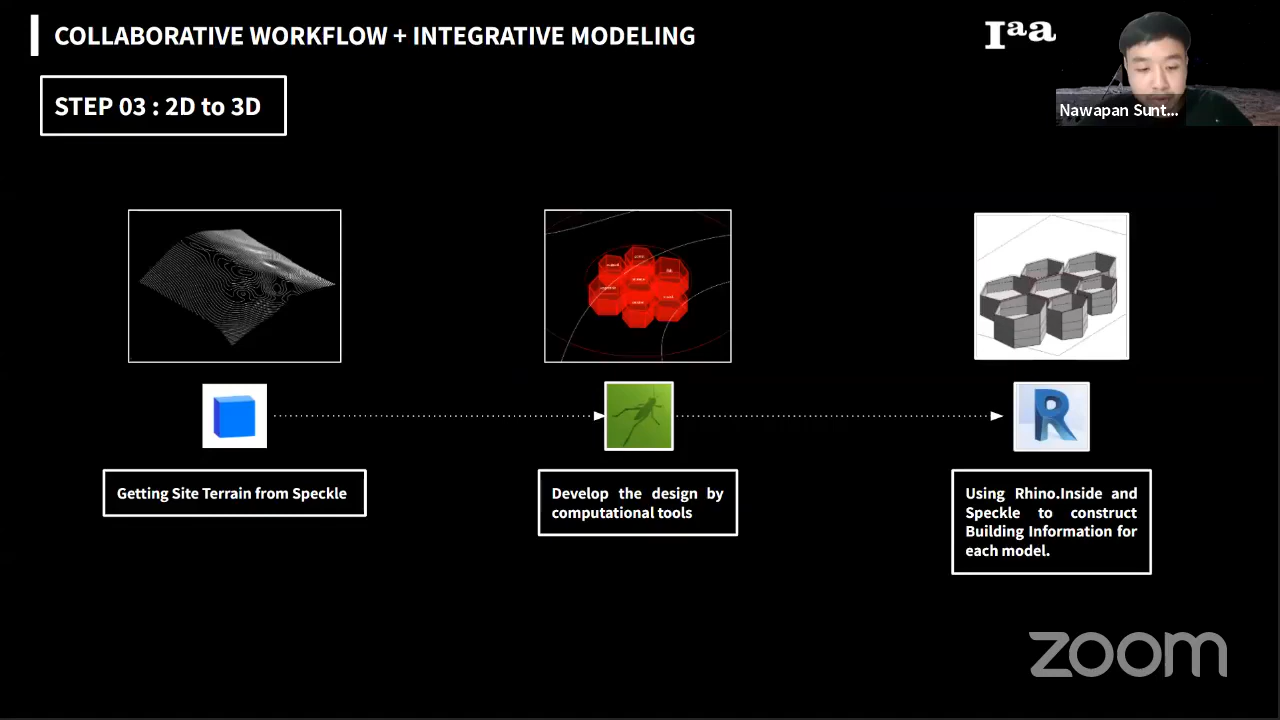 COLLABORATIVE WORKFLOW + INTEGRATIVE MODELING
Iaa
Nawapan Sunt...
STEP 03 : 2D to 3D
Getting Site Terrain from Speckle
Develop the design by
computational tools
Using Rhino.Inside and
Speckle to construct
Building Information for
each model.
zoom